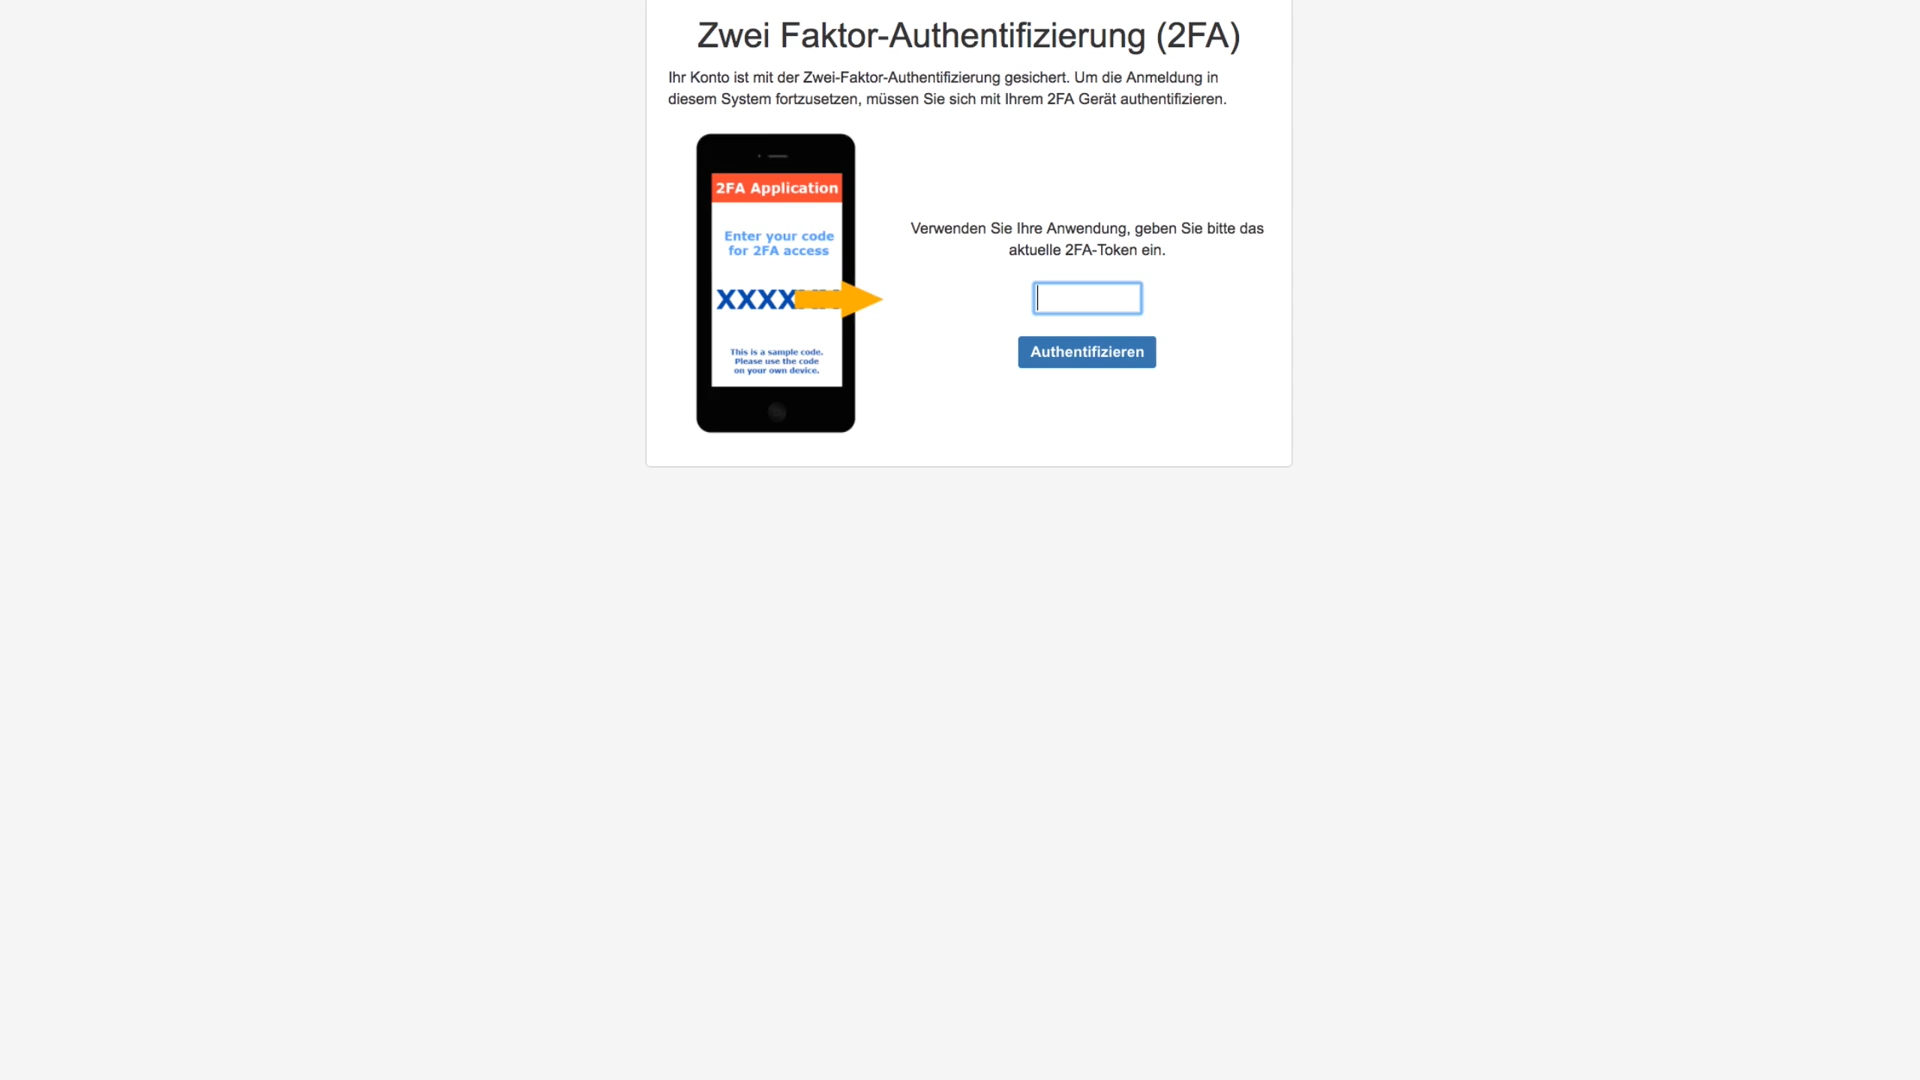 Zwei Faktor-Authentifizierung (2FA)
Ihr Konto ist mit der Zwei-Faktor-Authentifizierung gesichert. Um die Anmeldung in
diesem System fortzusetzen, müssen Sie sich mit Ihrem 2FA Gerät authentifizieren.
2FA Application
Enter your code
for 2FA access
XXXX
This is a sample code.
Please use the code
on your own device.
Verwenden Sie Ihre Anwendung, geben Sie bitte das
aktuelle 2FA-Token ein.
Authentifizieren